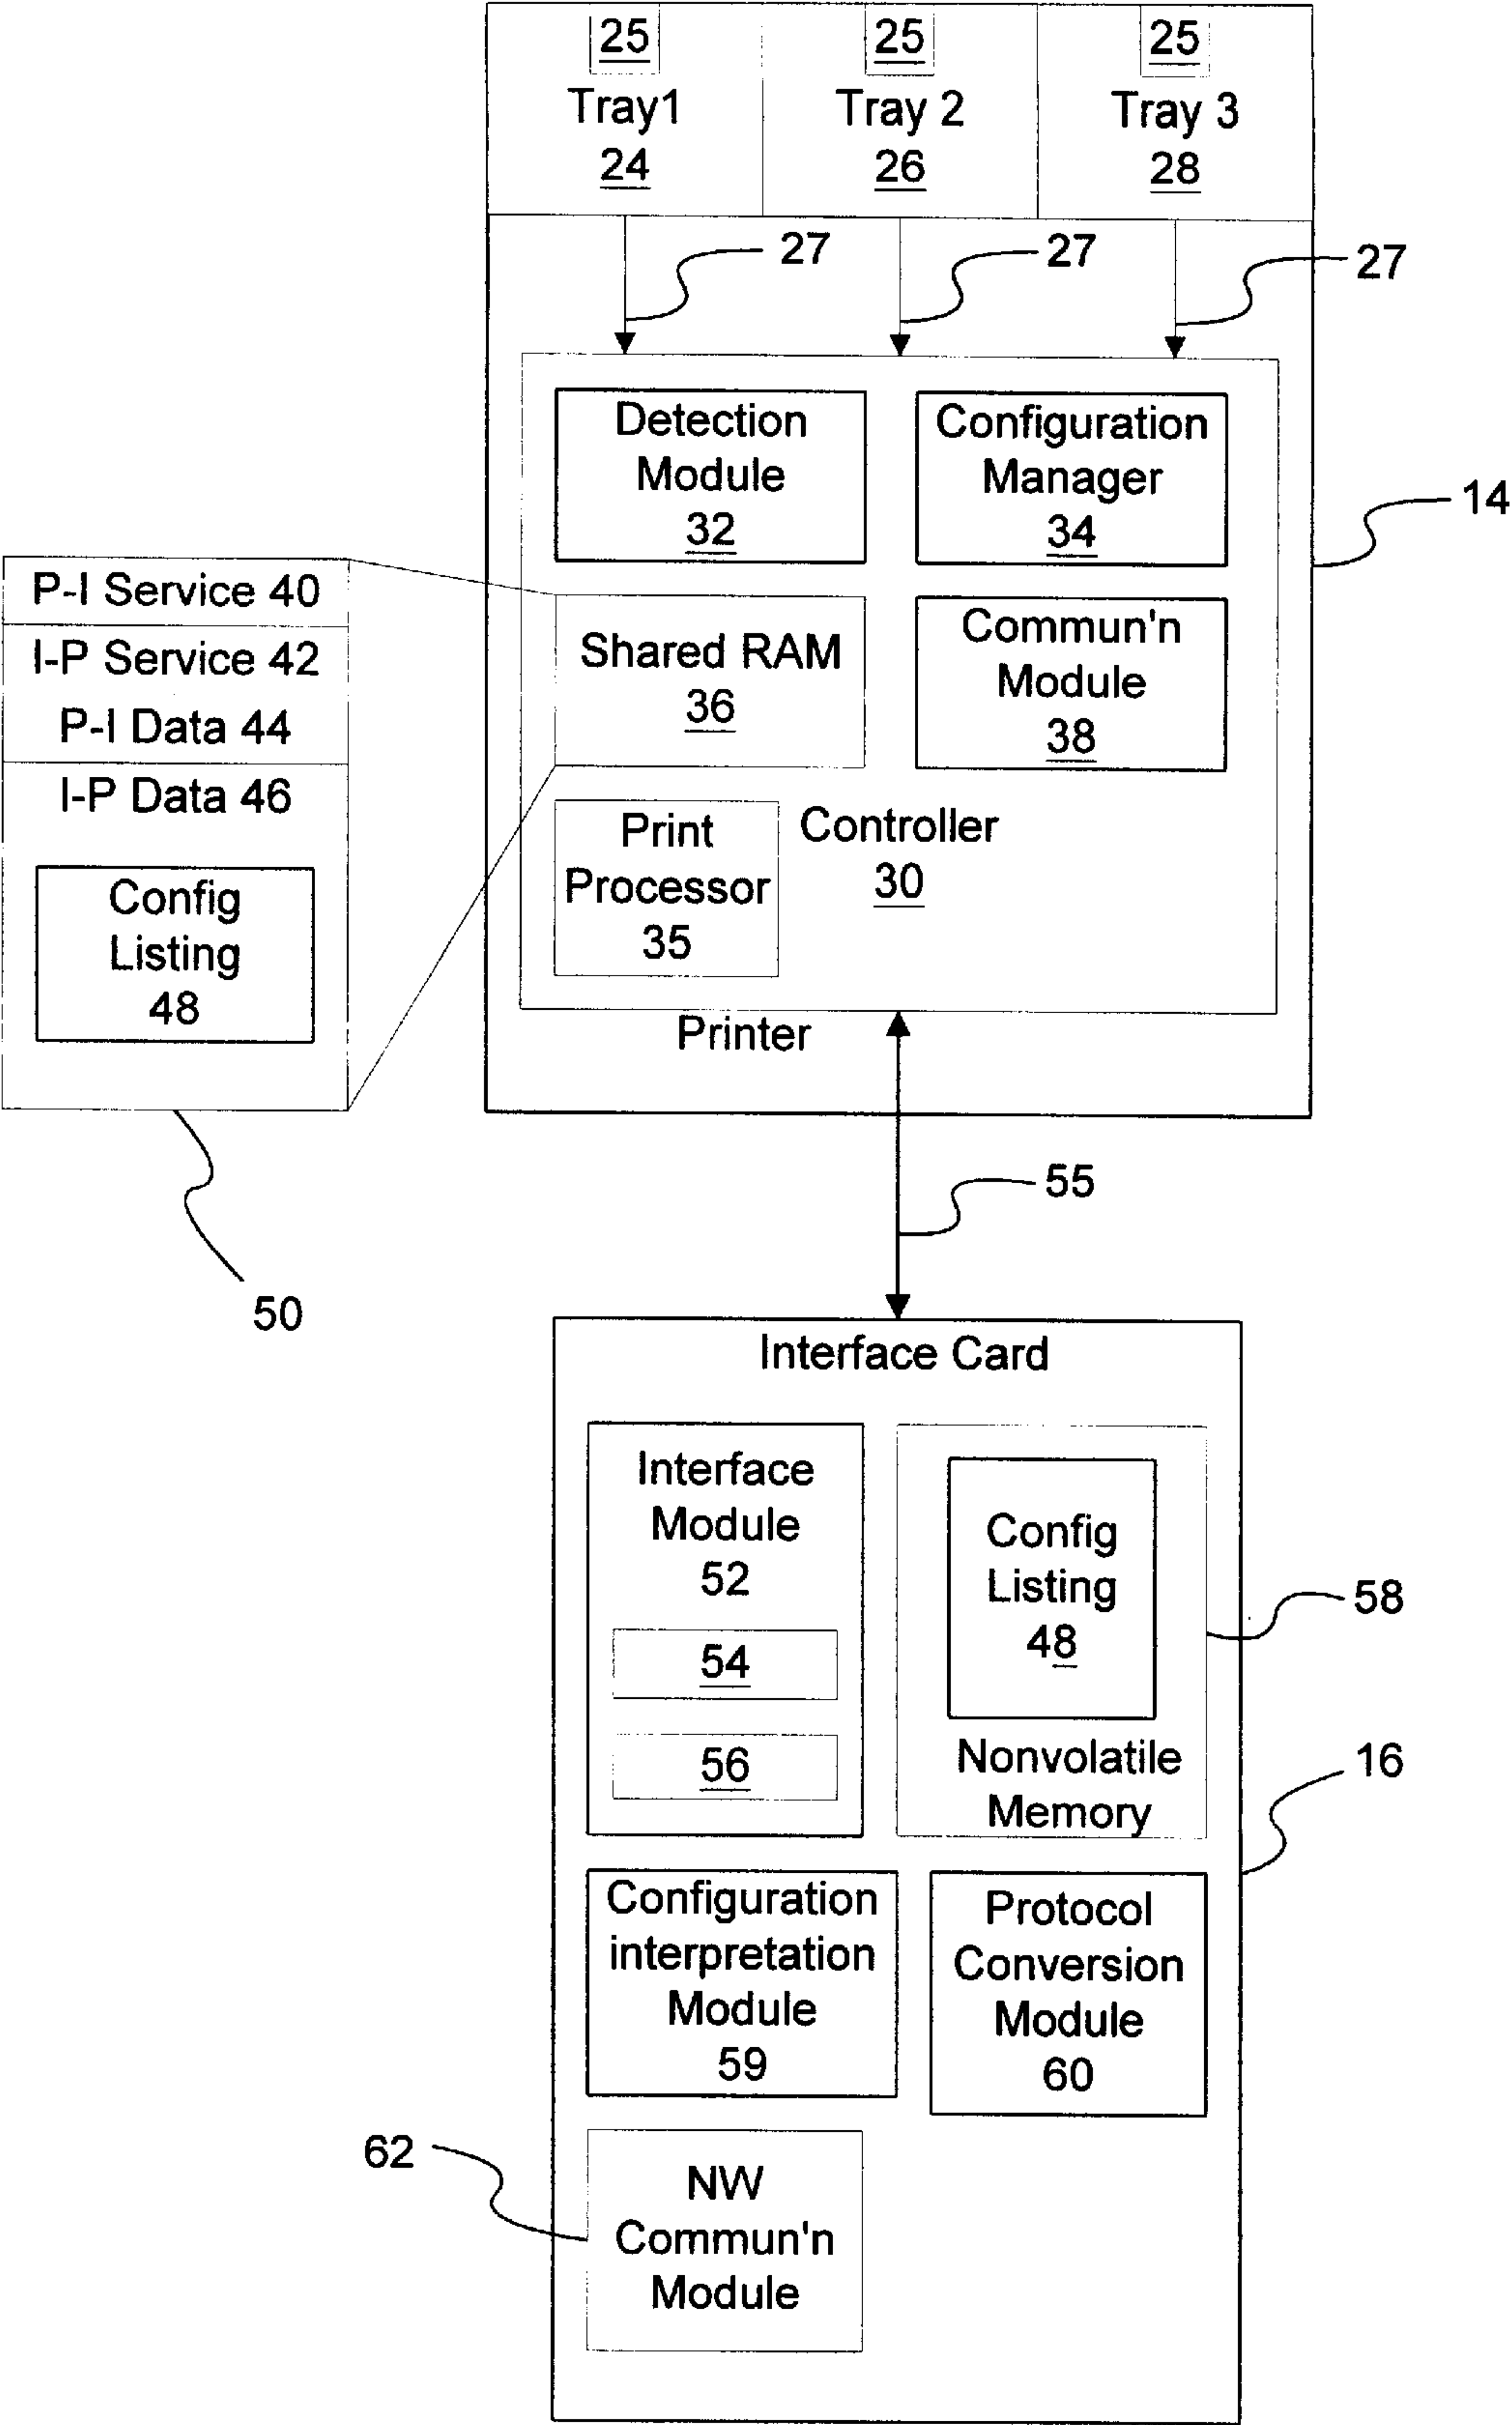 25 25 25
Tray1 Tray 2 Tray 3
24 26 28
27 27 27
Detection
Module
32
Configuration
Manager
34
14
P-I Service 40
I-P Service 42
P-I Data 44
I-P Data 46
Config
Listing
48
50
Shared RAM
36
Commun'n
Module
38
Print
Processor
35
Controller
30
Printer
55
Interface Card
Interface
Module
52
54
56
Config
Listing
48
Nonvolatile
Memory
58
16
Configuration
interpretation
Module
59
Protocol
Conversion
Module
60
62
NW
Commun'n
Module